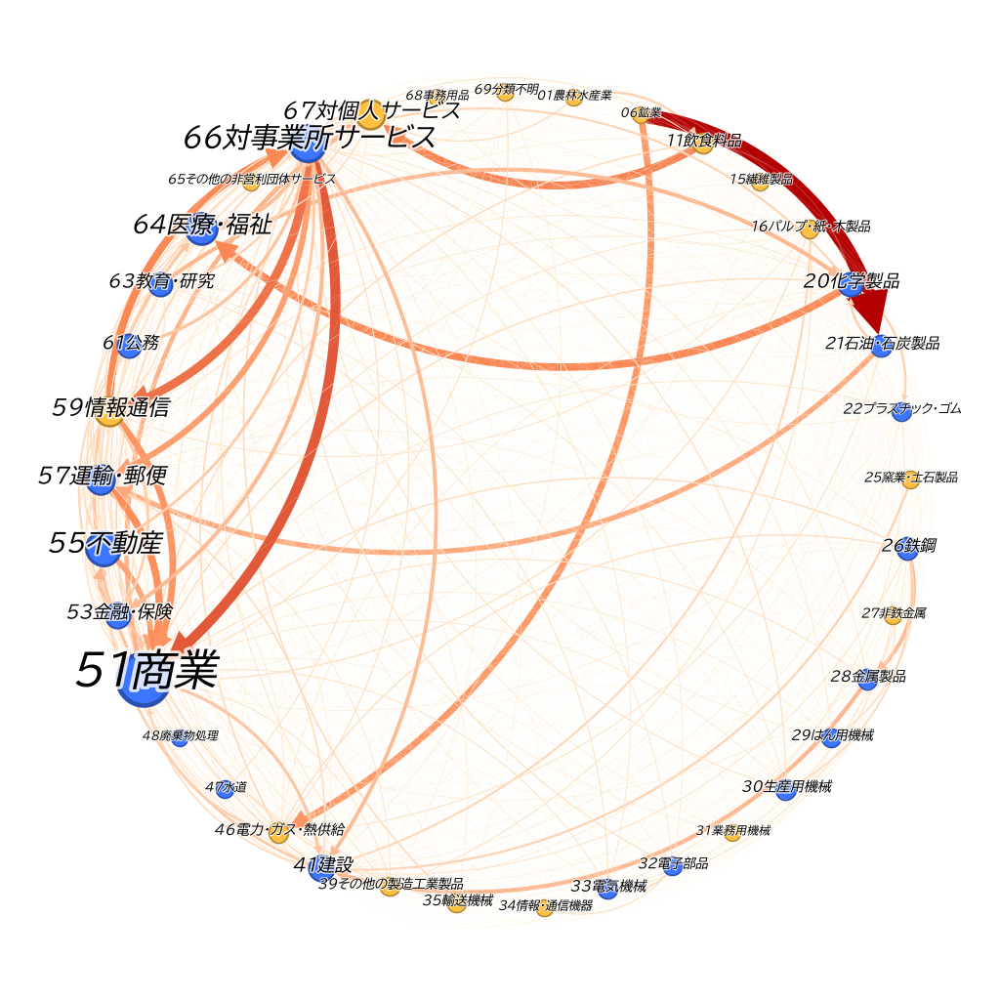 69分類不明
68事務用品
01農林水産業
67対個人サービス
06鉱業
66対事業所サービス
11飲食料品
65その他の非営利団体サービス
15繊維製品
64医療・福祉
16パルプ・紙・木製品
63教育・研究
20化学製品
61公務
21石油・石炭製品
59情報通信
22プラスチック・ゴム
57運輸・郵便
25窯業・土石製品
55不動産
26鉄鋼
53金融・保険
27非鉄金属
51商業
28金属製品
48廃棄物処理
29はん用機械
47水道
30生産用機械
46電力・ガス・熱供給
31業務用機械
41建設
32電子部品
39その他の製造工業製品
33電気機械
35輸送機械
34情報・通信機器